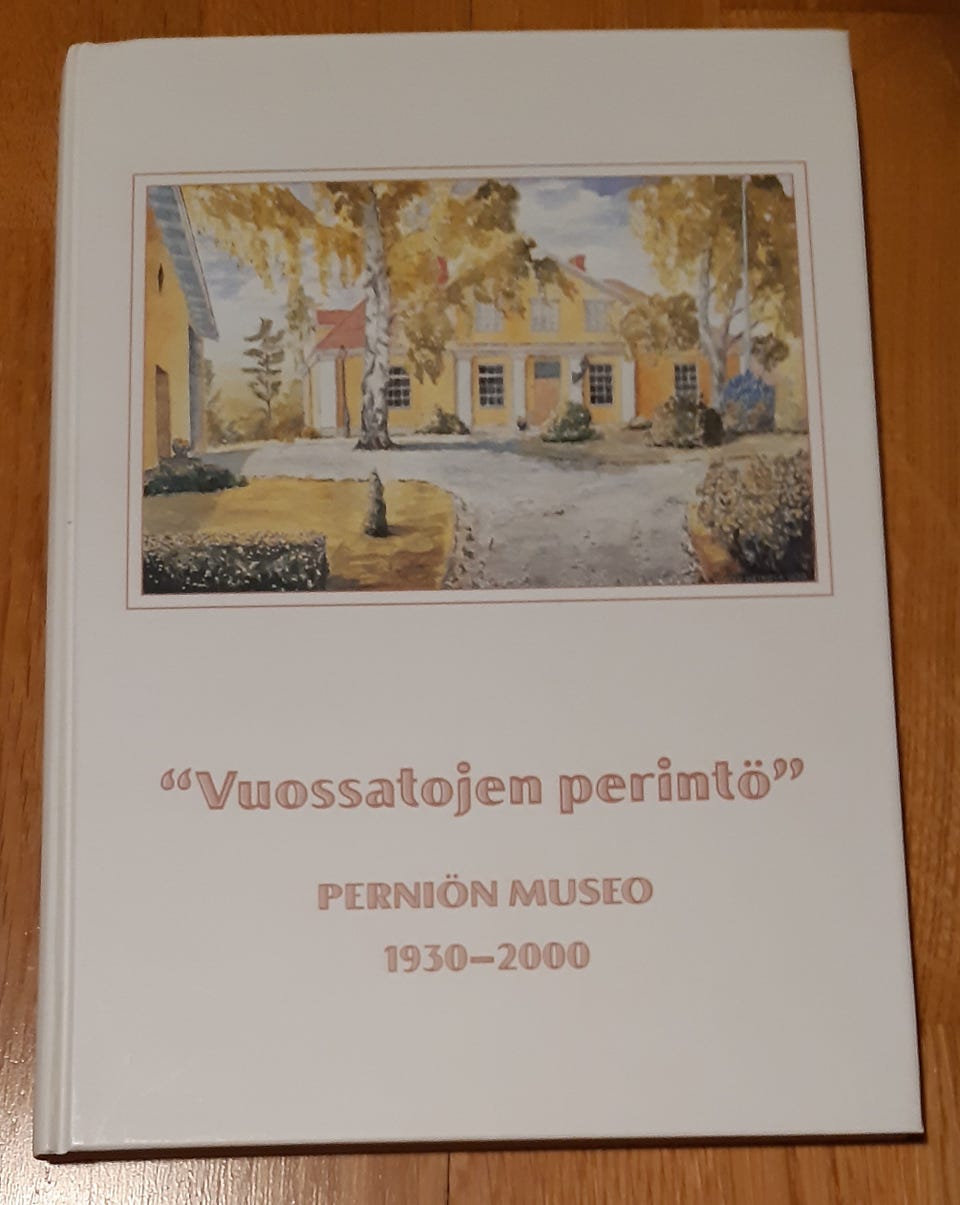 “Vuossatojen perintö”
PERNIÖN MUSEO
1930–2000